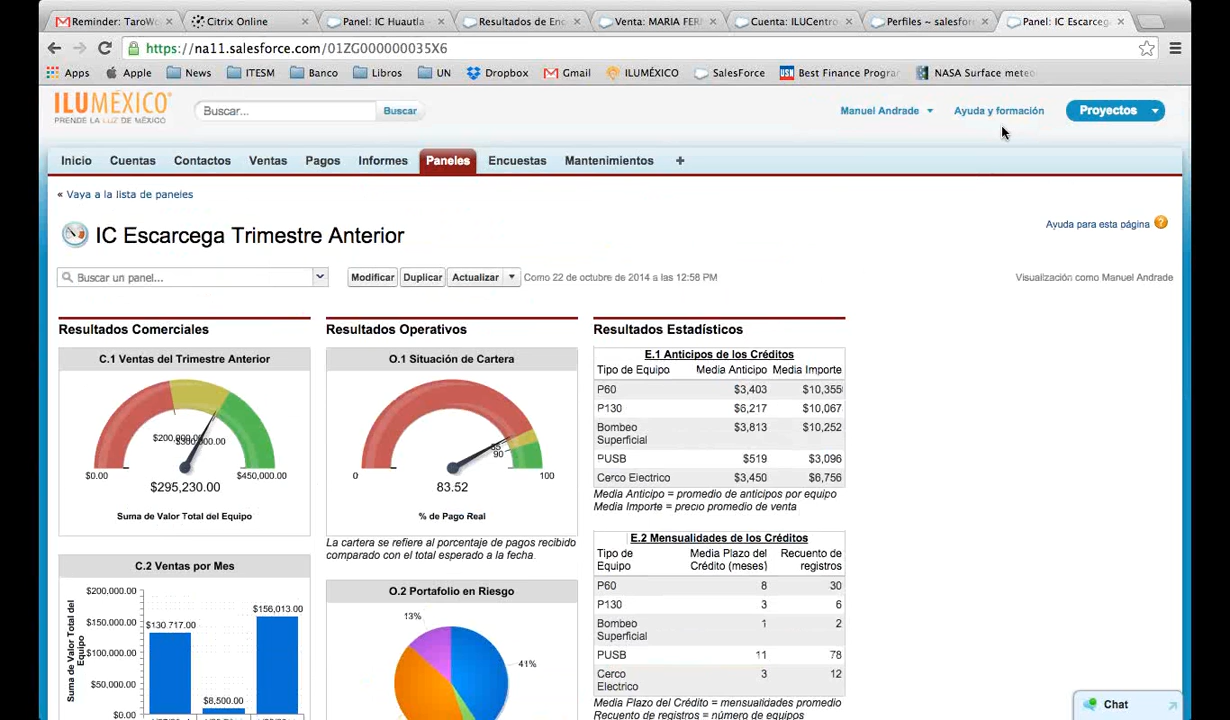 Reminder: TaroWo
Citrix Online
Panel: IC Huautla
Resultados de Enc
Venta: MARIA FER
Cuenta: ILUCentro
Perfiles ~ salesfor
Panel: IC Escarceg
https://na11.salesforce.com/01ZG000000035X6
Apps
Apple
News
ITESM
Banco
Libros
UN
Dropbox
Gmail
ILUMÉXICO
SalesForce
Best Finance Progra
NASA Surface meteo
ILUMÉXICO
PRENDE LA LUZ DE MÉXICO
Buscar...
Buscar
Manuel Andrade
Ayuda y formación
Proyectos
Inicio
Cuentas
Contactos
Ventas
Pagos
Informes
Paneles
Encuestas
Mantenimientos
+
« Vaya a la lista de paneles
IC Escarcega Trimestre Anterior
Ayuda para esta página
Buscar un panel...
Modificar
Duplicar
Actualizar
Como 22 de octubre de 2014 a las 12:58 PM
Visualización como Manuel Andrade
Resultados Comerciales
C.1 Ventas del Trimestre Anterior
$200,000.00
$300,000.00
$0.00
$450,000.00
$295,230.00
Suma de Valor Total del Equipo
C.2 Ventas por Mes
Suma de Valor Total del Equipo
$200,000.00
$150,000.00
$100,000.00
$50,000.00
$0.00
$130 717.00
$8,500.00
$156,013.00
Resultados Operativos
O.1 Situación de Cartera
85
90
0
100
83.52
% de Pago Real
La cartera se refiere al porcentaje de pagos recibido
comparado con el total esperado a la fecha.
O.2 Portafolio en Riesgo
13%
41%
Resultados Estadísticos
E.1 Anticipos de los Créditos
Tipo de Equipo Media Anticipo Media Importe
P60 $3,403 $10,355
P130 $6,217 $10,067
Bombeo Superficial $3,813 $10,252
PUSB $519 $3,096
Cerco Electrico $3,450 $6,756
Media Anticipo = promedio de anticipos por equipo
Media Importe = precio promedio de venta
E.2 Mensualidades de los Créditos
Tipo de Equipo Media Plazo del Crédito (meses) Recuento de registros
P60 8 30
P130 3 6
Bombeo Superficial 1 2
PUSB 11 78
Cerco Electrico 3 12
Media Plazo del Crédito = mensualidades promedio
Recuento de registros = número de equipos
Chat